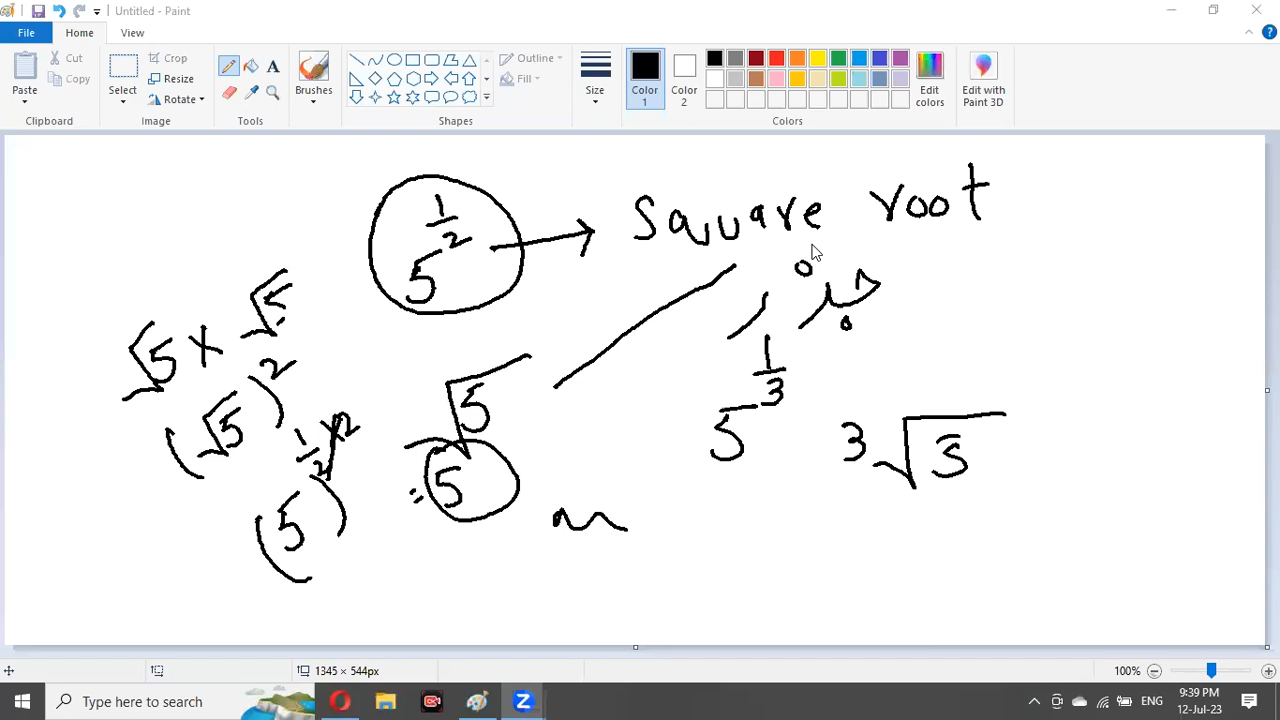 Untitled - Paint
File Home View
Paste Cut Copy Select Crop Resize Rotate A Brushes Outline Fill Size Color 1 Color 2 Edit colors Edit with Paint 3D
Clipboard Image Tools Shapes Colors
5^(1/2) → Square root
√5 × √5
(√5)^2
(5)^(1/2 × 2)
√5
= 5
5^(1/3) 3√5
1345 × 544px 100%
Type here to search
ENG
9:39 PM
12-Jul-23